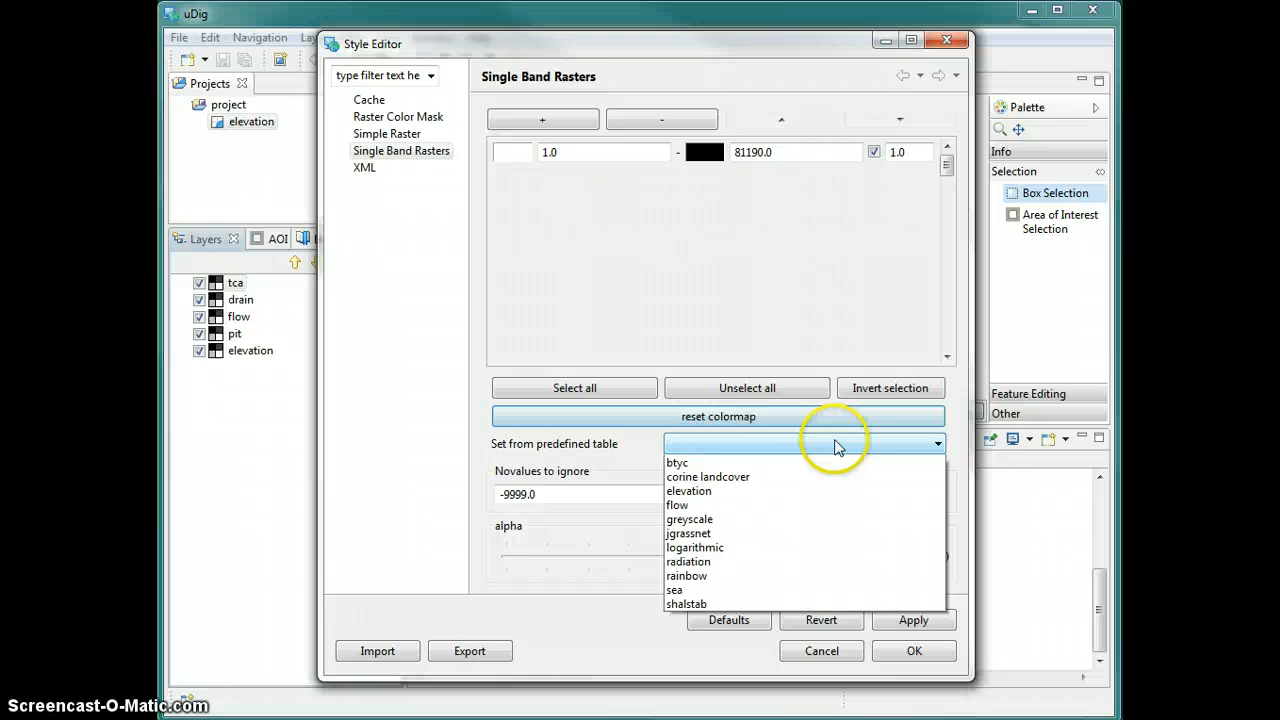 uDig
File Edit Navigation Lay
Projects
project
elevation
Layers AOI
tca
drain
flow
pit
elevation
Style Editor
type filter text he
Cache
Raster Color Mask
Simple Raster
Single Band Rasters
XML
Single Band Rasters
+ -
1.0 - 81190.0 1.0
Select all Unselect all Invert selection
reset colormap
Set from predefined table
btyc
corine landcover
elevation
flow
greyscale
jgrassnet
logarithmic
radiation
rainbow
sea
shalstab
Novalues to ignore
-9999.0
alpha
Defaults Revert Apply
Import Export Cancel OK
Palette
Info
Selection
Box Selection
Area of Interest
Selection
Feature Editing
Other
Screencast-O-Matic.com